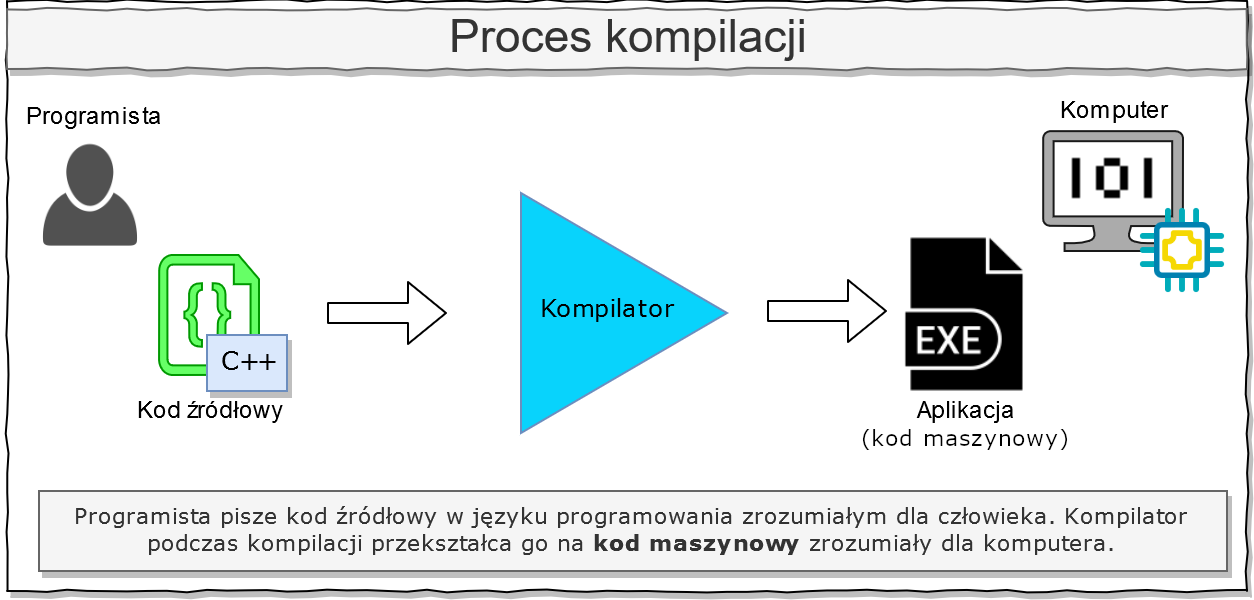 Proces kompilacji
Programista
Komputer
101
Kompilator
EXE
C++
Kod źródłowy
Aplikacja
(kod maszynowy)
Programista pisze kod źródłowy w języku programowania zrozumiałym dla człowieka. Kompilator
podczas kompilacji przekształca go na kod maszynowy zrozumiały dla komputera.